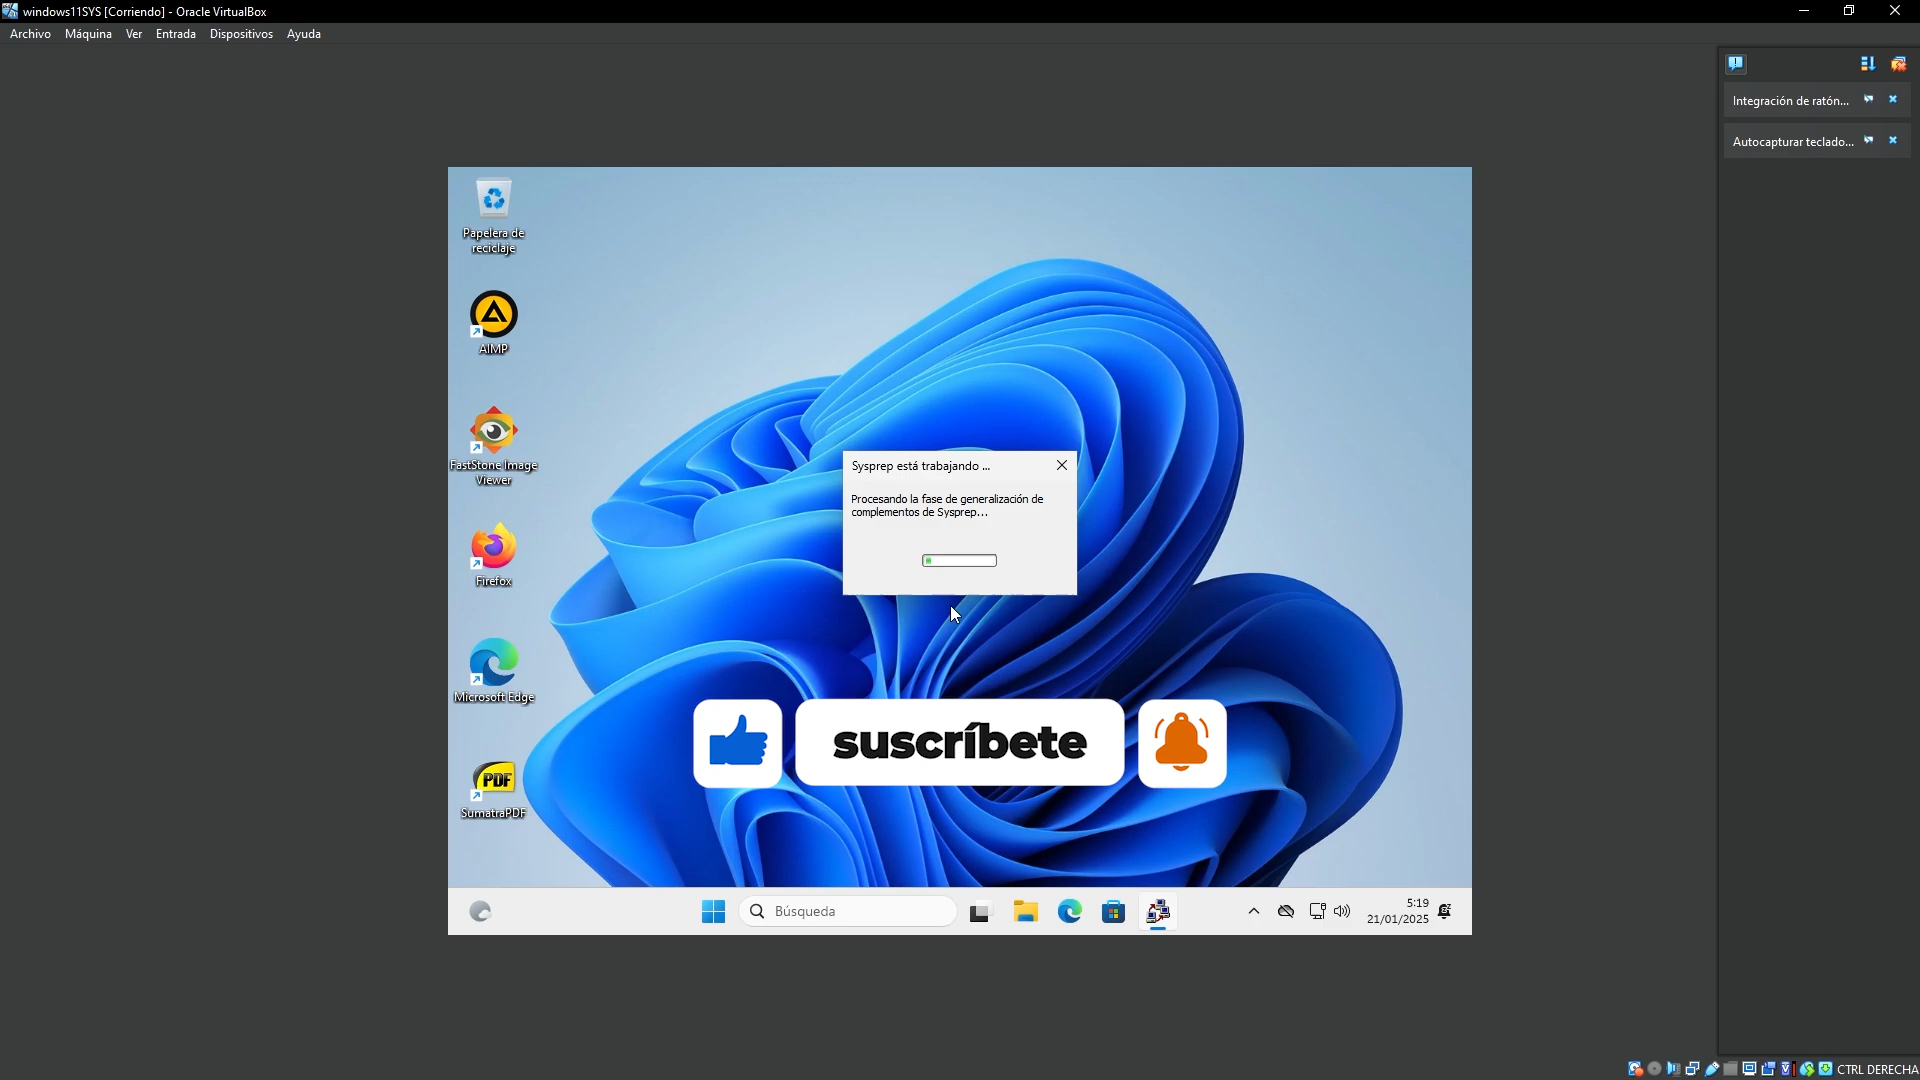 windows11SYS [Corriendo] - Oracle VirtualBox
Archivo Máquina Ver Entrada Dispositivos Ayuda
Integración de ratón...
Autocapturar teclado...
Papelera de
reciclaje
AIMP
FastStone Image
Viewer
Firefox
Microsoft Edge
PDF
SumatraPDF
Sysprep está trabajando ...
Procesando la fase de generalización de
complementos de Sysprep...
suscríbete
Búsqueda
5:19
21/01/2025
CTRL DERECHA